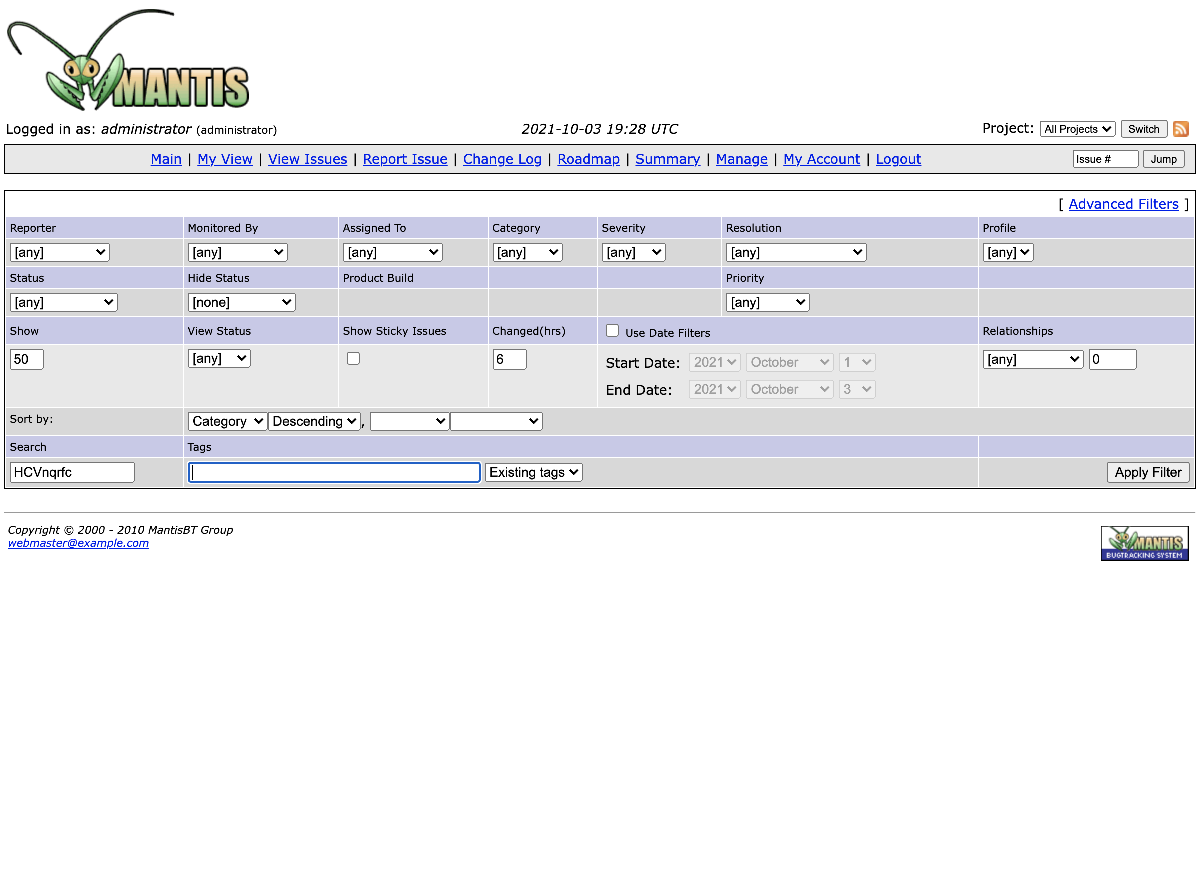 MANTIS
Logged in as: administrator (administrator) 2021-10-03 19:28 UTC Project: All Projects Switch
Main | My View | View Issues | Report Issue | Change Log | Roadmap | Summary | Manage | My Account | Logout Issue # Jump
[ Advanced Filters ]
Reporter Monitored By Assigned To Category Severity Resolution Profile
[any] [any] [any] [any] [any] [any] [any]
Status Hide Status Product Build Priority
[any] [none] [any]
Show View Status Show Sticky Issues Changed(hrs) Use Date Filters Relationships
50 [any] 6 Start Date: 2021 October 1 [any] 0
End Date: 2021 October 3
Sort by: Category Descending ,
Search Tags
HCVnqrfc Existing tags Apply Filter
Copyright © 2000 - 2010 MantisBT Group
webmaster@example.com
MANTIS
BUGTRACKING SYSTEM